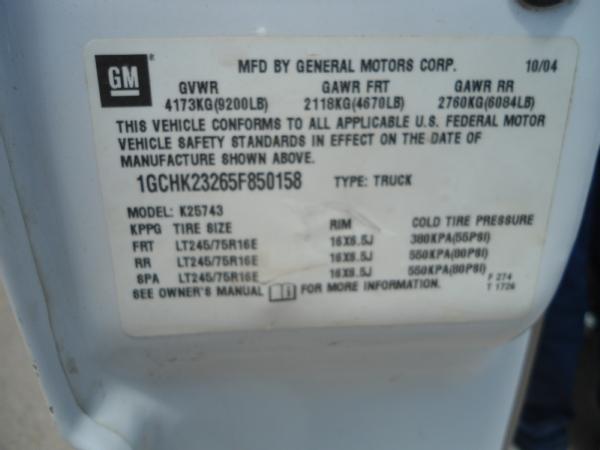 GM
MFD BY GENERAL MOTORS CORP. 10/04
GVWR GAWR FRT GAWR RR
4173KG(9200LB) 2118KG(4670LB) 2760KG(6084LB)
THIS VEHICLE CONFORMS TO ALL APPLICABLE U.S. FEDERAL MOTOR
VEHICLE SAFETY STANDARDS IN EFFECT ON THE DATE OF
MANUFACTURE SHOWN ABOVE.
1GCHK23265F850158 TYPE: TRUCK
MODEL: K25743
KPPG TIRE SIZE RIM COLD TIRE PRESSURE
FRT LT245/75R16E 16X6.5J 380KPA(55PSI)
RR LT245/75R16E 16X6.5J 550KPA(80PSI)
SPA LT245/75R16E 16X6.5J 550KPA(80PSI)
SEE OWNER'S MANUAL FOR MORE INFORMATION.
F 274
T 1726